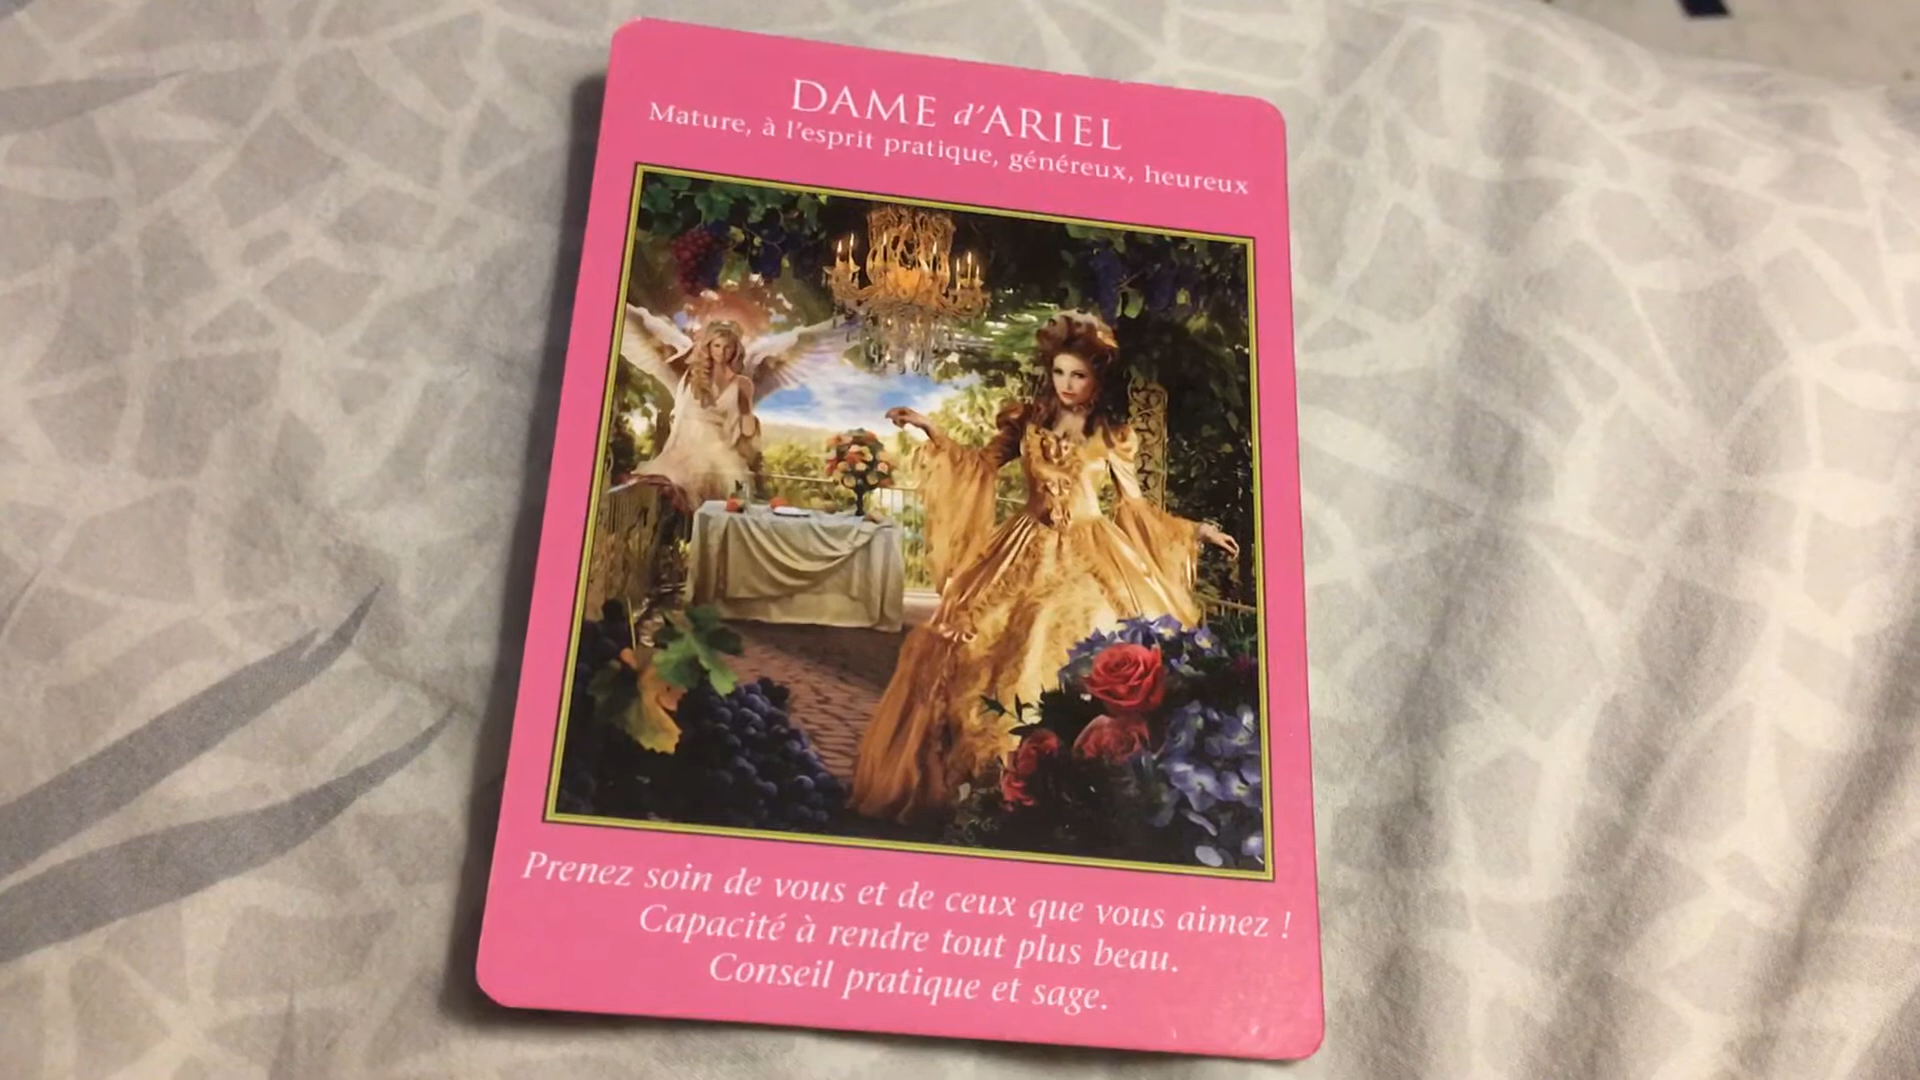 DAME d'ARIEL
Mature, à l'esprit pratique, généreux, heureux
Prenez soin de vous et de ceux que vous aimez !
Capacité à rendre tout plus beau.
Conseil pratique et sage.